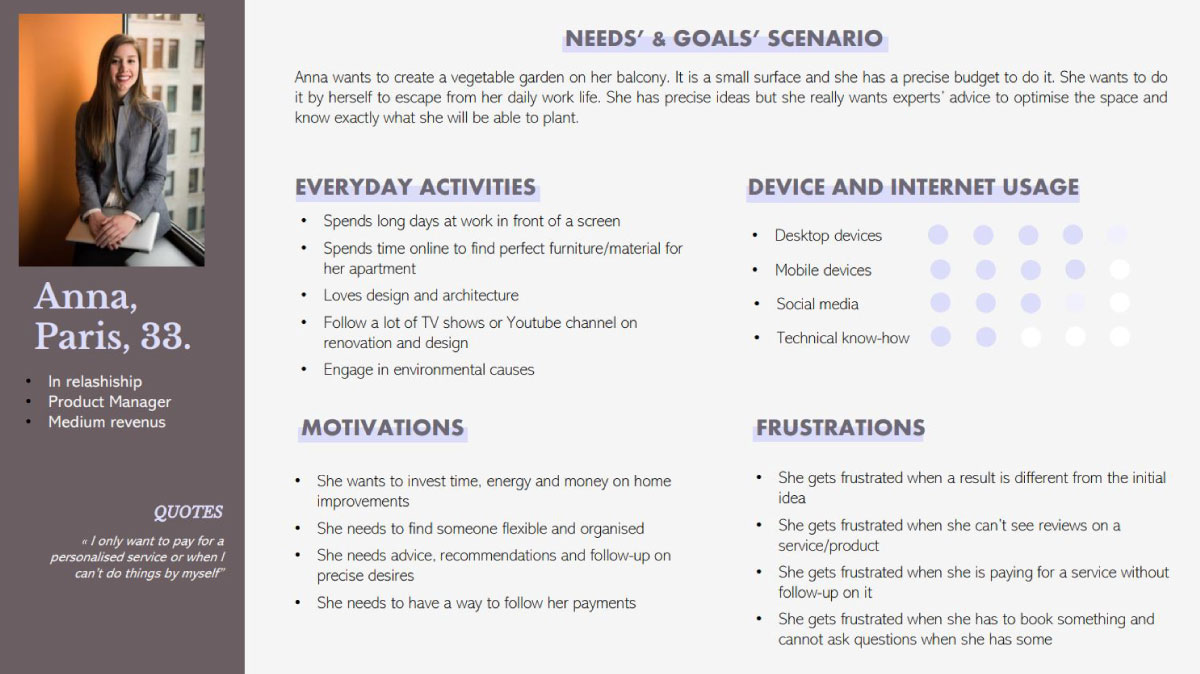 Anna,
Paris, 33.
• In relashiship
• Product Manager
• Medium revenus
QUOTES
« I only want to pay for a
personalised service or when I
can't do things by myself”
NEEDS’ & GOALS’ SCENARIO
Anna wants to create a vegetable garden on her balcony. It is a small surface and she has a precise budget to do it. She wants to do
it by herself to escape from her daily work life. She has precise ideas but she really wants experts’ advice to optimise the space and
know exactly what she will be able to plant.
EVERYDAY ACTIVITIES
• Spends long days at work in front of a screen
• Spends time online to find perfect furniture/material for
her apartment
• Loves design and architecture
• Follow a lot of TV shows or Youtube channel on
renovation and design
• Engage in environmental causes
DEVICE AND INTERNET USAGE
• Desktop devices
• Mobile devices
• Social media
• Technical know-how
MOTIVATIONS
• She wants to invest time, energy and money on home
improvements
• She needs to find someone flexible and organised
• She needs advice, recommendations and follow-up on
precise desires
• She needs to have a way to follow her payments
FRUSTRATIONS
• She gets frustrated when a result is different from the initial
idea
• She gets frustrated when she can’t see reviews on a
service/product
• She gets frustrated when she is paying for a service without
follow-up on it
• She gets frustrated when she has to book something and
cannot ask questions when she has some